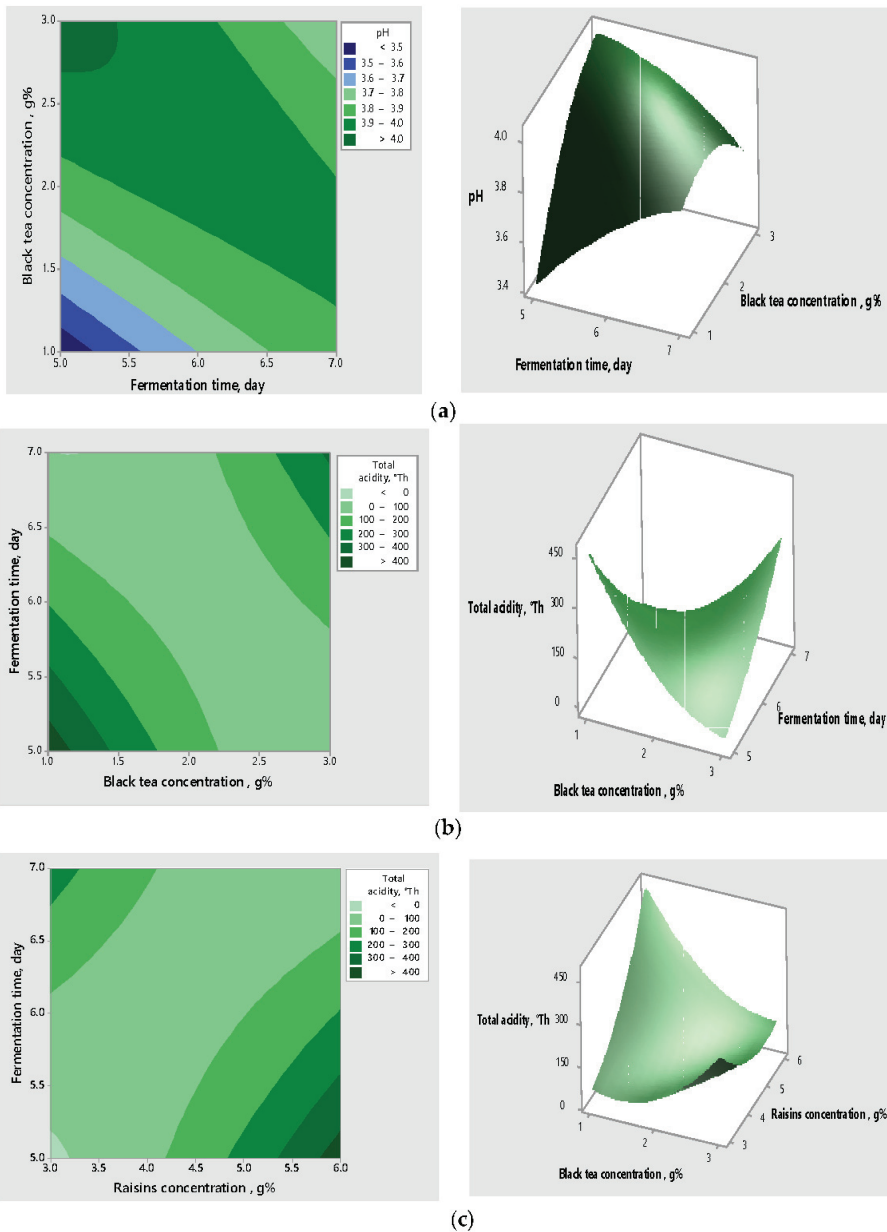 3.0
2.5
2.0
1.5
1.0
5.0 5.5 6.0 6.5 7.0
Black tea concentration , g%
Fermentation time, day
pH
< 3.5
3.5 – 3.6
3.6 – 3.7
3.7 – 3.8
3.8 – 3.9
3.9 – 4.0
> 4.0
4.0
3.8
3.6
3.4
pH
5
6
7
1
2
3
Black tea concentration , g%
Fermentation time, day
(a)
7.0
6.5
6.0
5.5
5.0
1.0 1.5 2.0 2.5 3.0
Fermentation time, day
Black tea concentration , g%
Total
acidity, °Th
< 0
0 – 100
100 – 200
200 – 300
300 – 400
> 400
450
300
150
0
Total acidity, °Th
1
2
3
5
6
7
Fermentation time, day
Black tea concentration , g%
(b)
7.0
6.5
6.0
5.5
5.0
3.0 3.5 4.0 4.5 5.0 5.5 6.0
Fermentation time, day
Raisins concentration , g%
Total
acidity, °Th
< 0
0 – 100
100 – 200
200 – 300
300 – 400
> 400
450
300
150
0
Total acidity, °Th
1
2
3
3
4
5
6
Raisins concentration , g%
Black tea concentration , g%
(c)